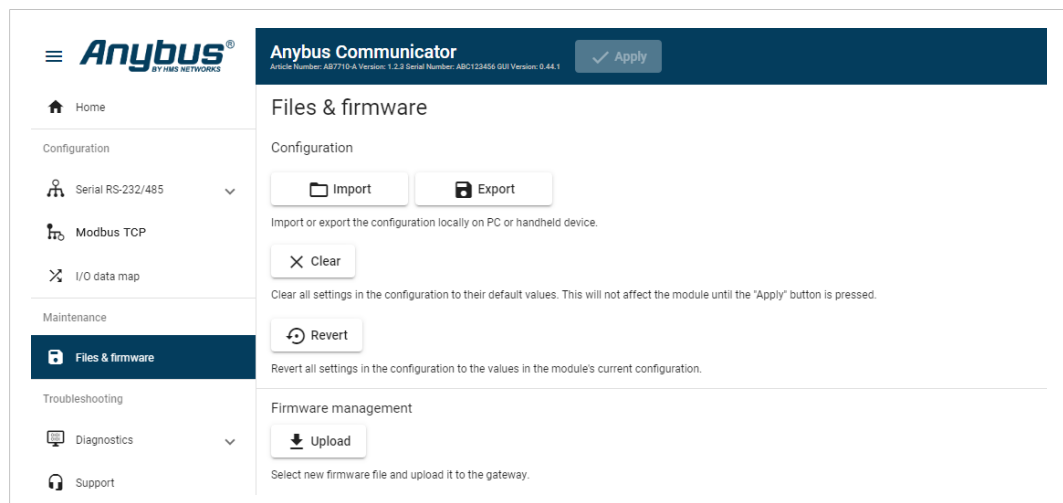 Anybus®
BY HMS NETWORKS
Anybus Communicator
Article Number: AB7710-A Version: 1.2.3 Serial Number: ABC123456 GUI Version: 0.44.1
Apply
Home
Configuration
Serial RS-232/485
Modbus TCP
I/O data map
Maintenance
Files & firmware
Troubleshooting
Diagnostics
Support
Files & firmware
Configuration
Import
Export
Import or export the configuration locally on PC or handheld device.
Clear
Clear all settings in the configuration to their default values. This will not affect the module until the "Apply" button is pressed.
Revert
Revert all settings in the configuration to the values in the module's current configuration.
Firmware management
Upload
Select new firmware file and upload it to the gateway.